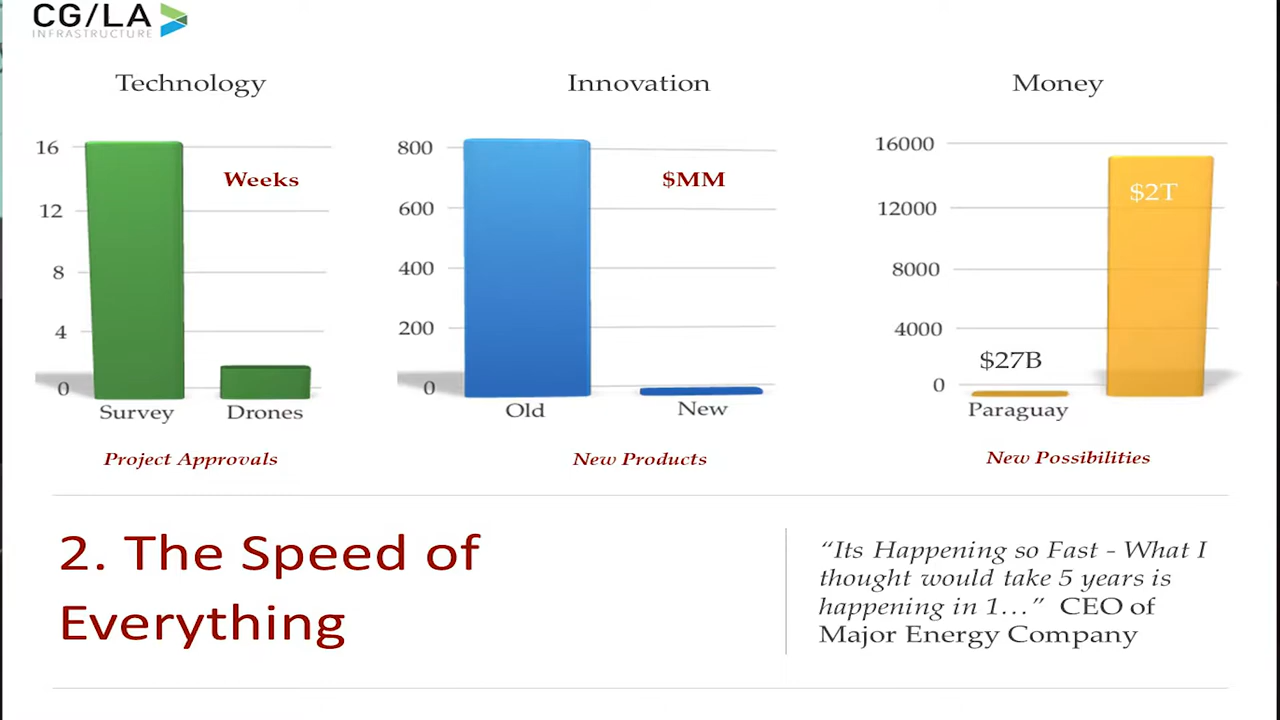 CG/LA
INFRASTRUCTURE
Technology
Innovation
Money
16
12
8
4
0
Weeks
Survey
Drones
Project Approvals
800
600
400
200
0
$MM
Old
New
New Products
16000
12000
8000
4000
0
$2T
$27B
Paraguay
New Possibilities
2. The Speed of
Everything
“Its Happening so Fast - What I
thought would take 5 years is
happening in 1…” CEO of
Major Energy Company